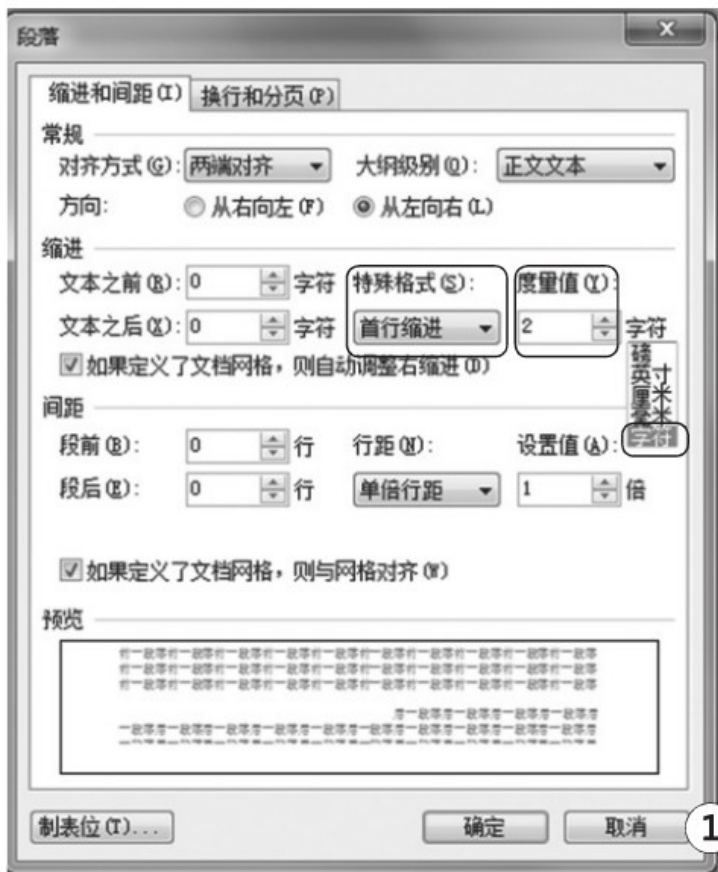 段落
缩进和间距(I) 换行和分页(P)
常规
对齐方式(G): 两端对齐 大纲级别(O): 正文文本
方向: 从右向左(F) 从左向右(L)
缩进
文本之前(R): 0 字符 特殊格式(S): 度量值(Y):
文本之后(X): 0 字符 首行缩进 2 字符
磅
英寸
如果定义了文档网格，则自动调整右缩进(D)
厘米
毫米
间距
字符
段前(B): 0 行 行距(N): 设置值(A):
段后(E): 0 行 单倍行距 1 倍
如果定义了文档网格，则与网格对齐(W)
预览
制表位(T)... 确定 取消
1